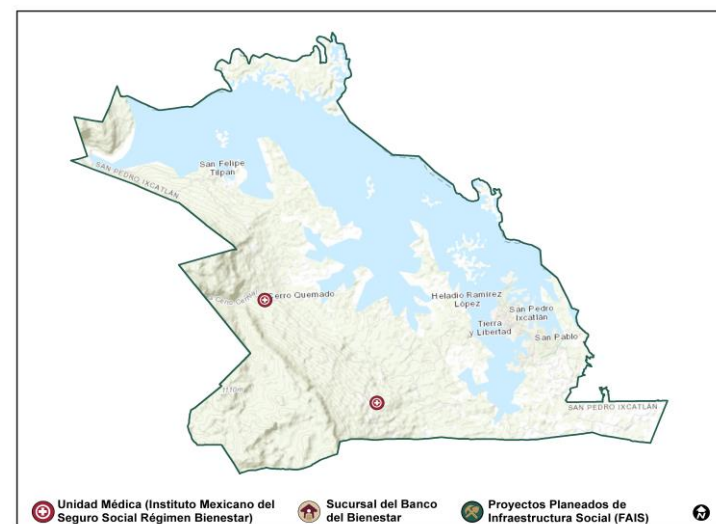 San Felipe
Tilpan
SAN PEDRO IXCATLÁN
Cerro Quemado
Heladio Ramírez
López
San Pedro
Ixcatlán
Tierra
y Libertad
San Pablo
SAN PEDRO IXCATLÁN
Unidad Médica (Instituto Mexicano del
Seguro Social Régimen Bienestar)
Sucursal del Banco
del Bienestar
Proyectos Planeados de
Infraestructura Social (FAIS)